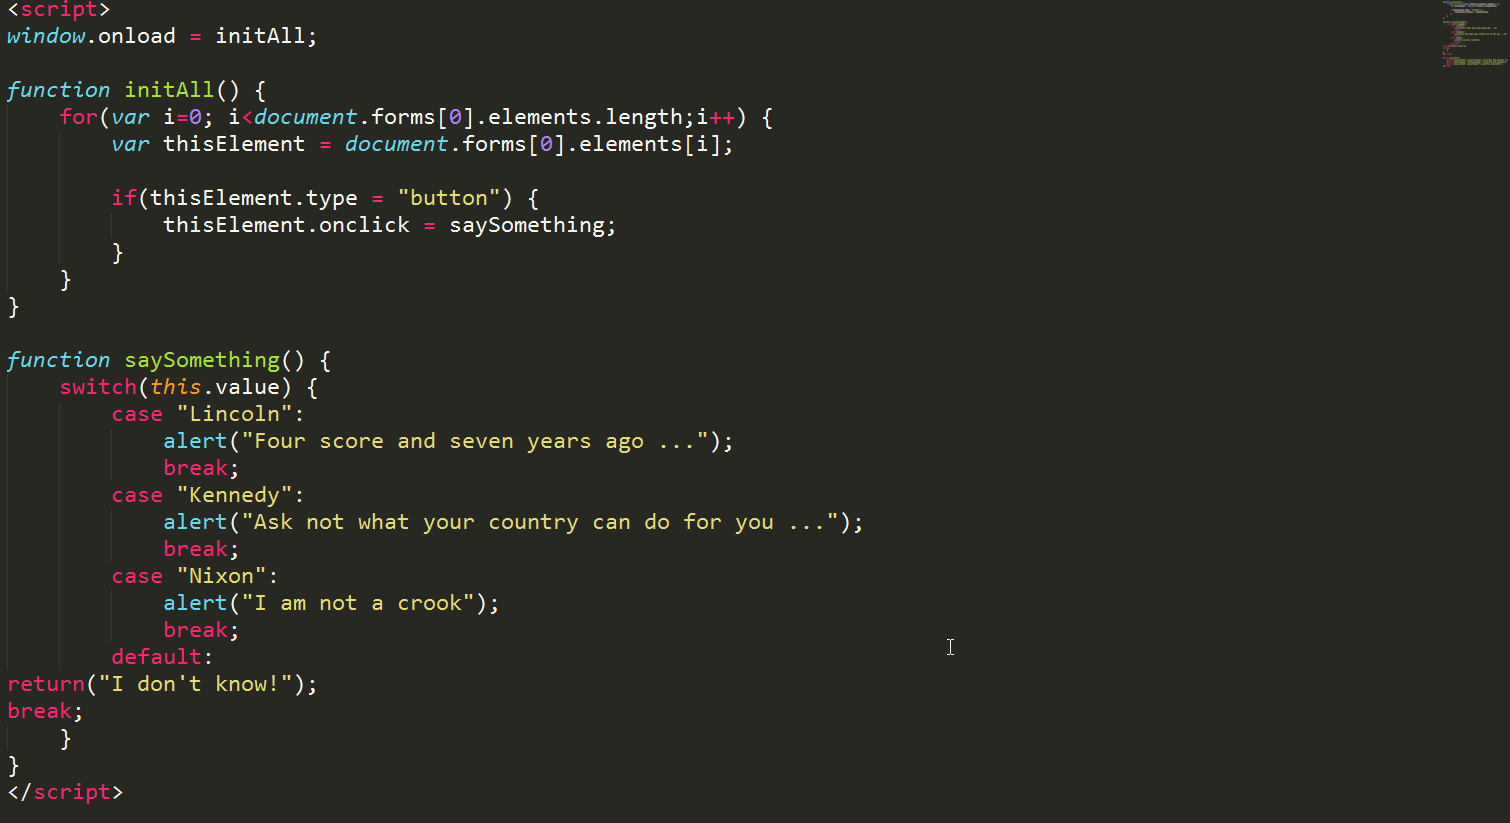 <script>
window.onload = initAll;
function initAll() {
for(var i=0; i<document.forms[0].elements.length;i++) {
var thisElement = document.forms[0].elements[i];
if(thisElement.type = "button") {
thisElement.onclick = saySomething;
}
}
}
function saySomething() {
switch(this.value) {
case "Lincoln":
alert("Four score and seven years ago ...");
break;
case "Kennedy":
alert("Ask not what your country can do for you ...");
break;
case "Nixon":
alert("I am not a crook");
break;
default:
return("I don't know!");
break;
}
}
</script>